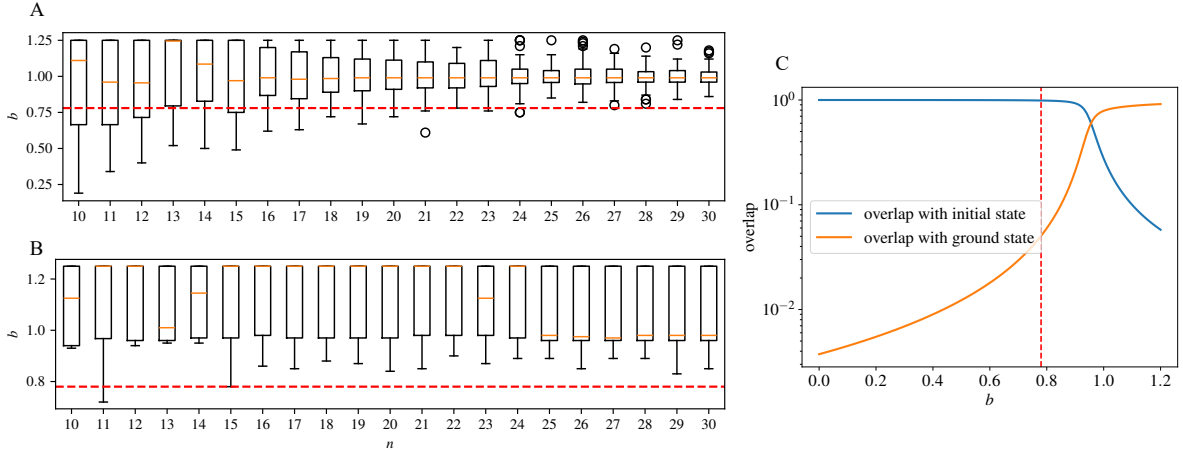 A
b
1.25
1.00
0.75
0.50
0.25
10 11 12 13 14 15 16 17 18 19 20 21 22 23 24 25 26 27 28 29 30
B
b
1.2
1.0
0.8
10 11 12 13 14 15 16 17 18 19 20 21 22 23 24 25 26 27 28 29 30
n
C
overlap
10⁰
10⁻¹
10⁻²
overlap with initial state
overlap with ground state
0.0 0.2 0.4 0.6 0.8 1.0 1.2
b